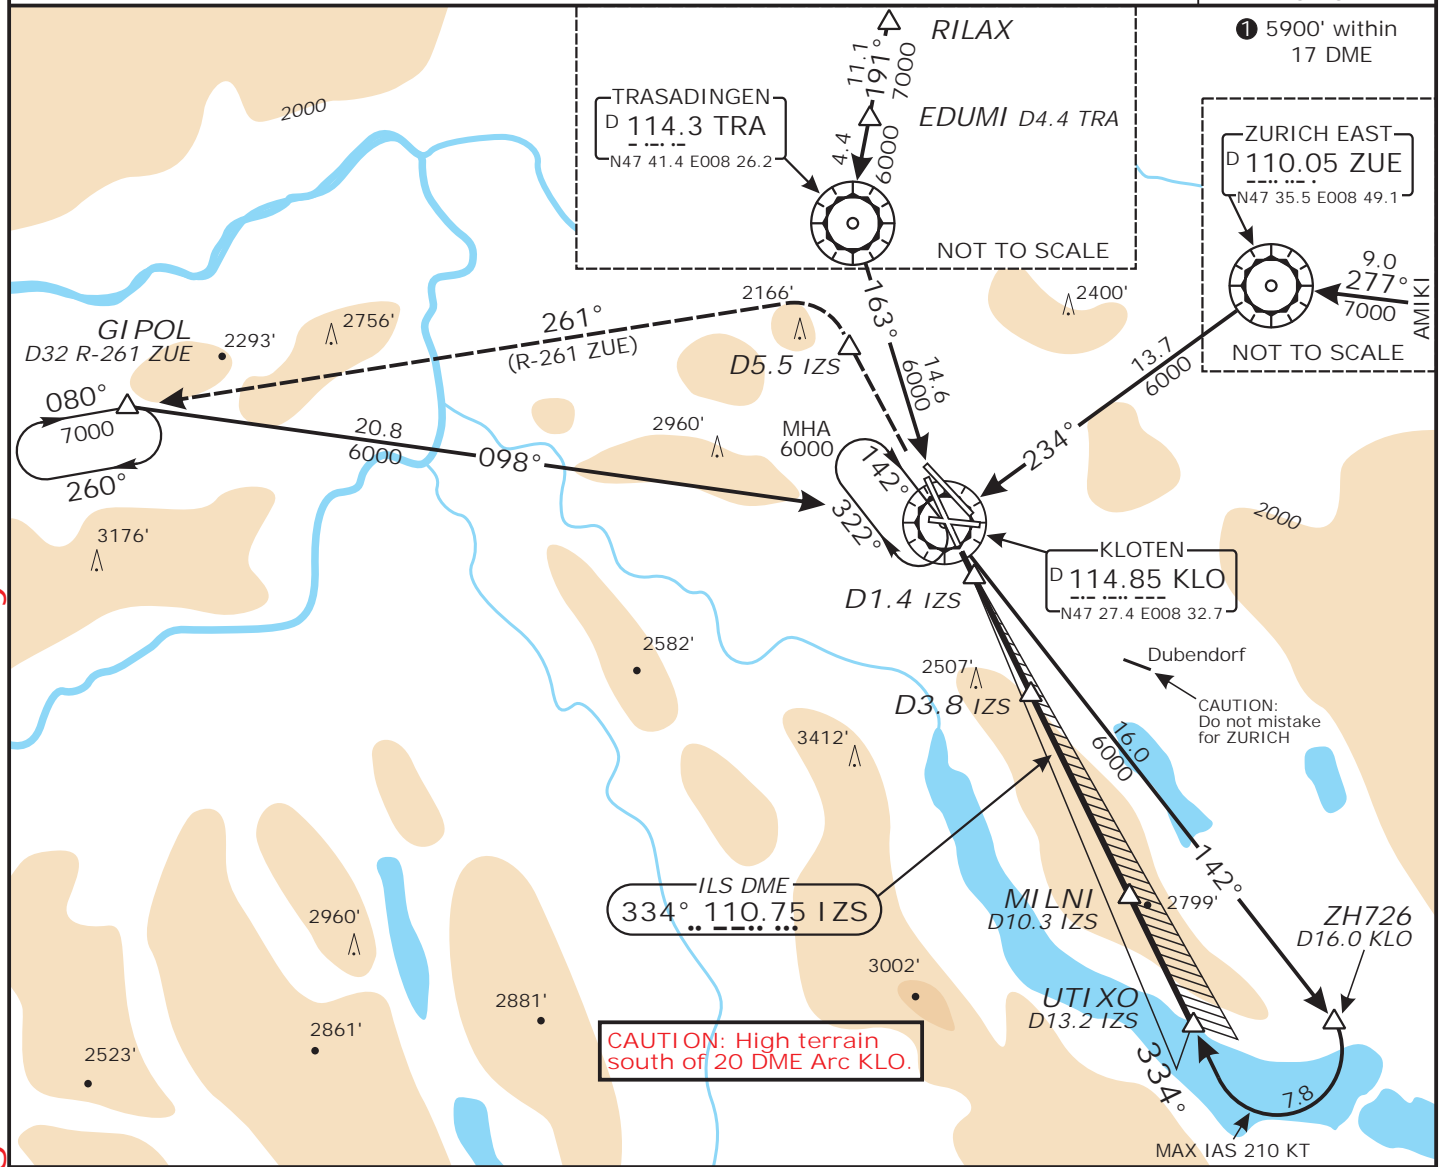 ❶ 5900' within
17 DME
RILAX
11.1
191°
7000
TRASADINGEN
D 114.3 TRA
N47 41.4 E008 26.2
EDUMI D4.4 TRA
4.4
6000
NOT TO SCALE
ZURICH EAST
D 110.05 ZUE
N47 35.5 E008 49.1
9.0
277°
7000
AMIKI
NOT TO SCALE
2000
2166'
2400'
163°
14.6
6000
13.7
6000
234°
GIPOL
D32 R-261 ZUE
2293'
2756'
261°
(R-261 ZUE)
D5.5 IZS
080°
7000
260°
20.8
6000
098°
2960'
MHA
6000
142°
322°
3176'
2000
KLOTEN
D 114.85 KLO
N47 27.4 E008 32.7
D1.4 IZS
2582'
2507'
D3.8 IZS
Dubendorf
CAUTION:
Do not mistake
for ZURICH
3412'
16.0
6000
142°
ILS DME
334° 110.75 IZS
MILNI
D10.3 IZS
2799'
ZH726
D16.0 KLO
2960'
3002'
2881'
2861'
2523'
UTIXO
D13.2 IZS
CAUTION: High terrain
south of 20 DME Arc KLO.
334°
7.8
MAX IAS 210 KT